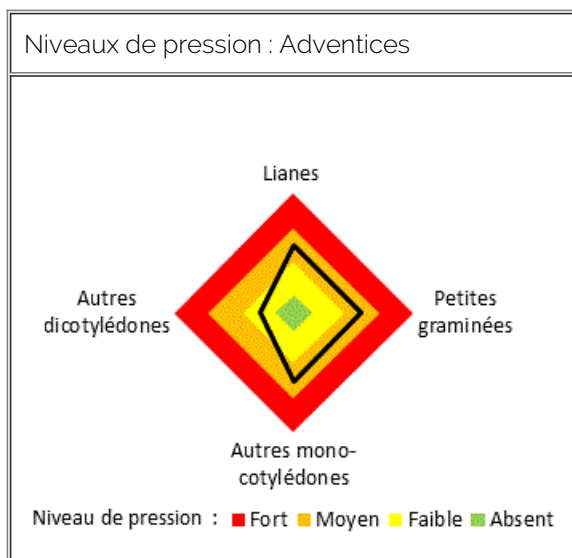 Niveaux de pression : Adventices
Lianes
Autres
dicotylédones
Petites
graminées
Autres mono-
cotylédones
Niveau de pression : Fort Moyen Faible Absent